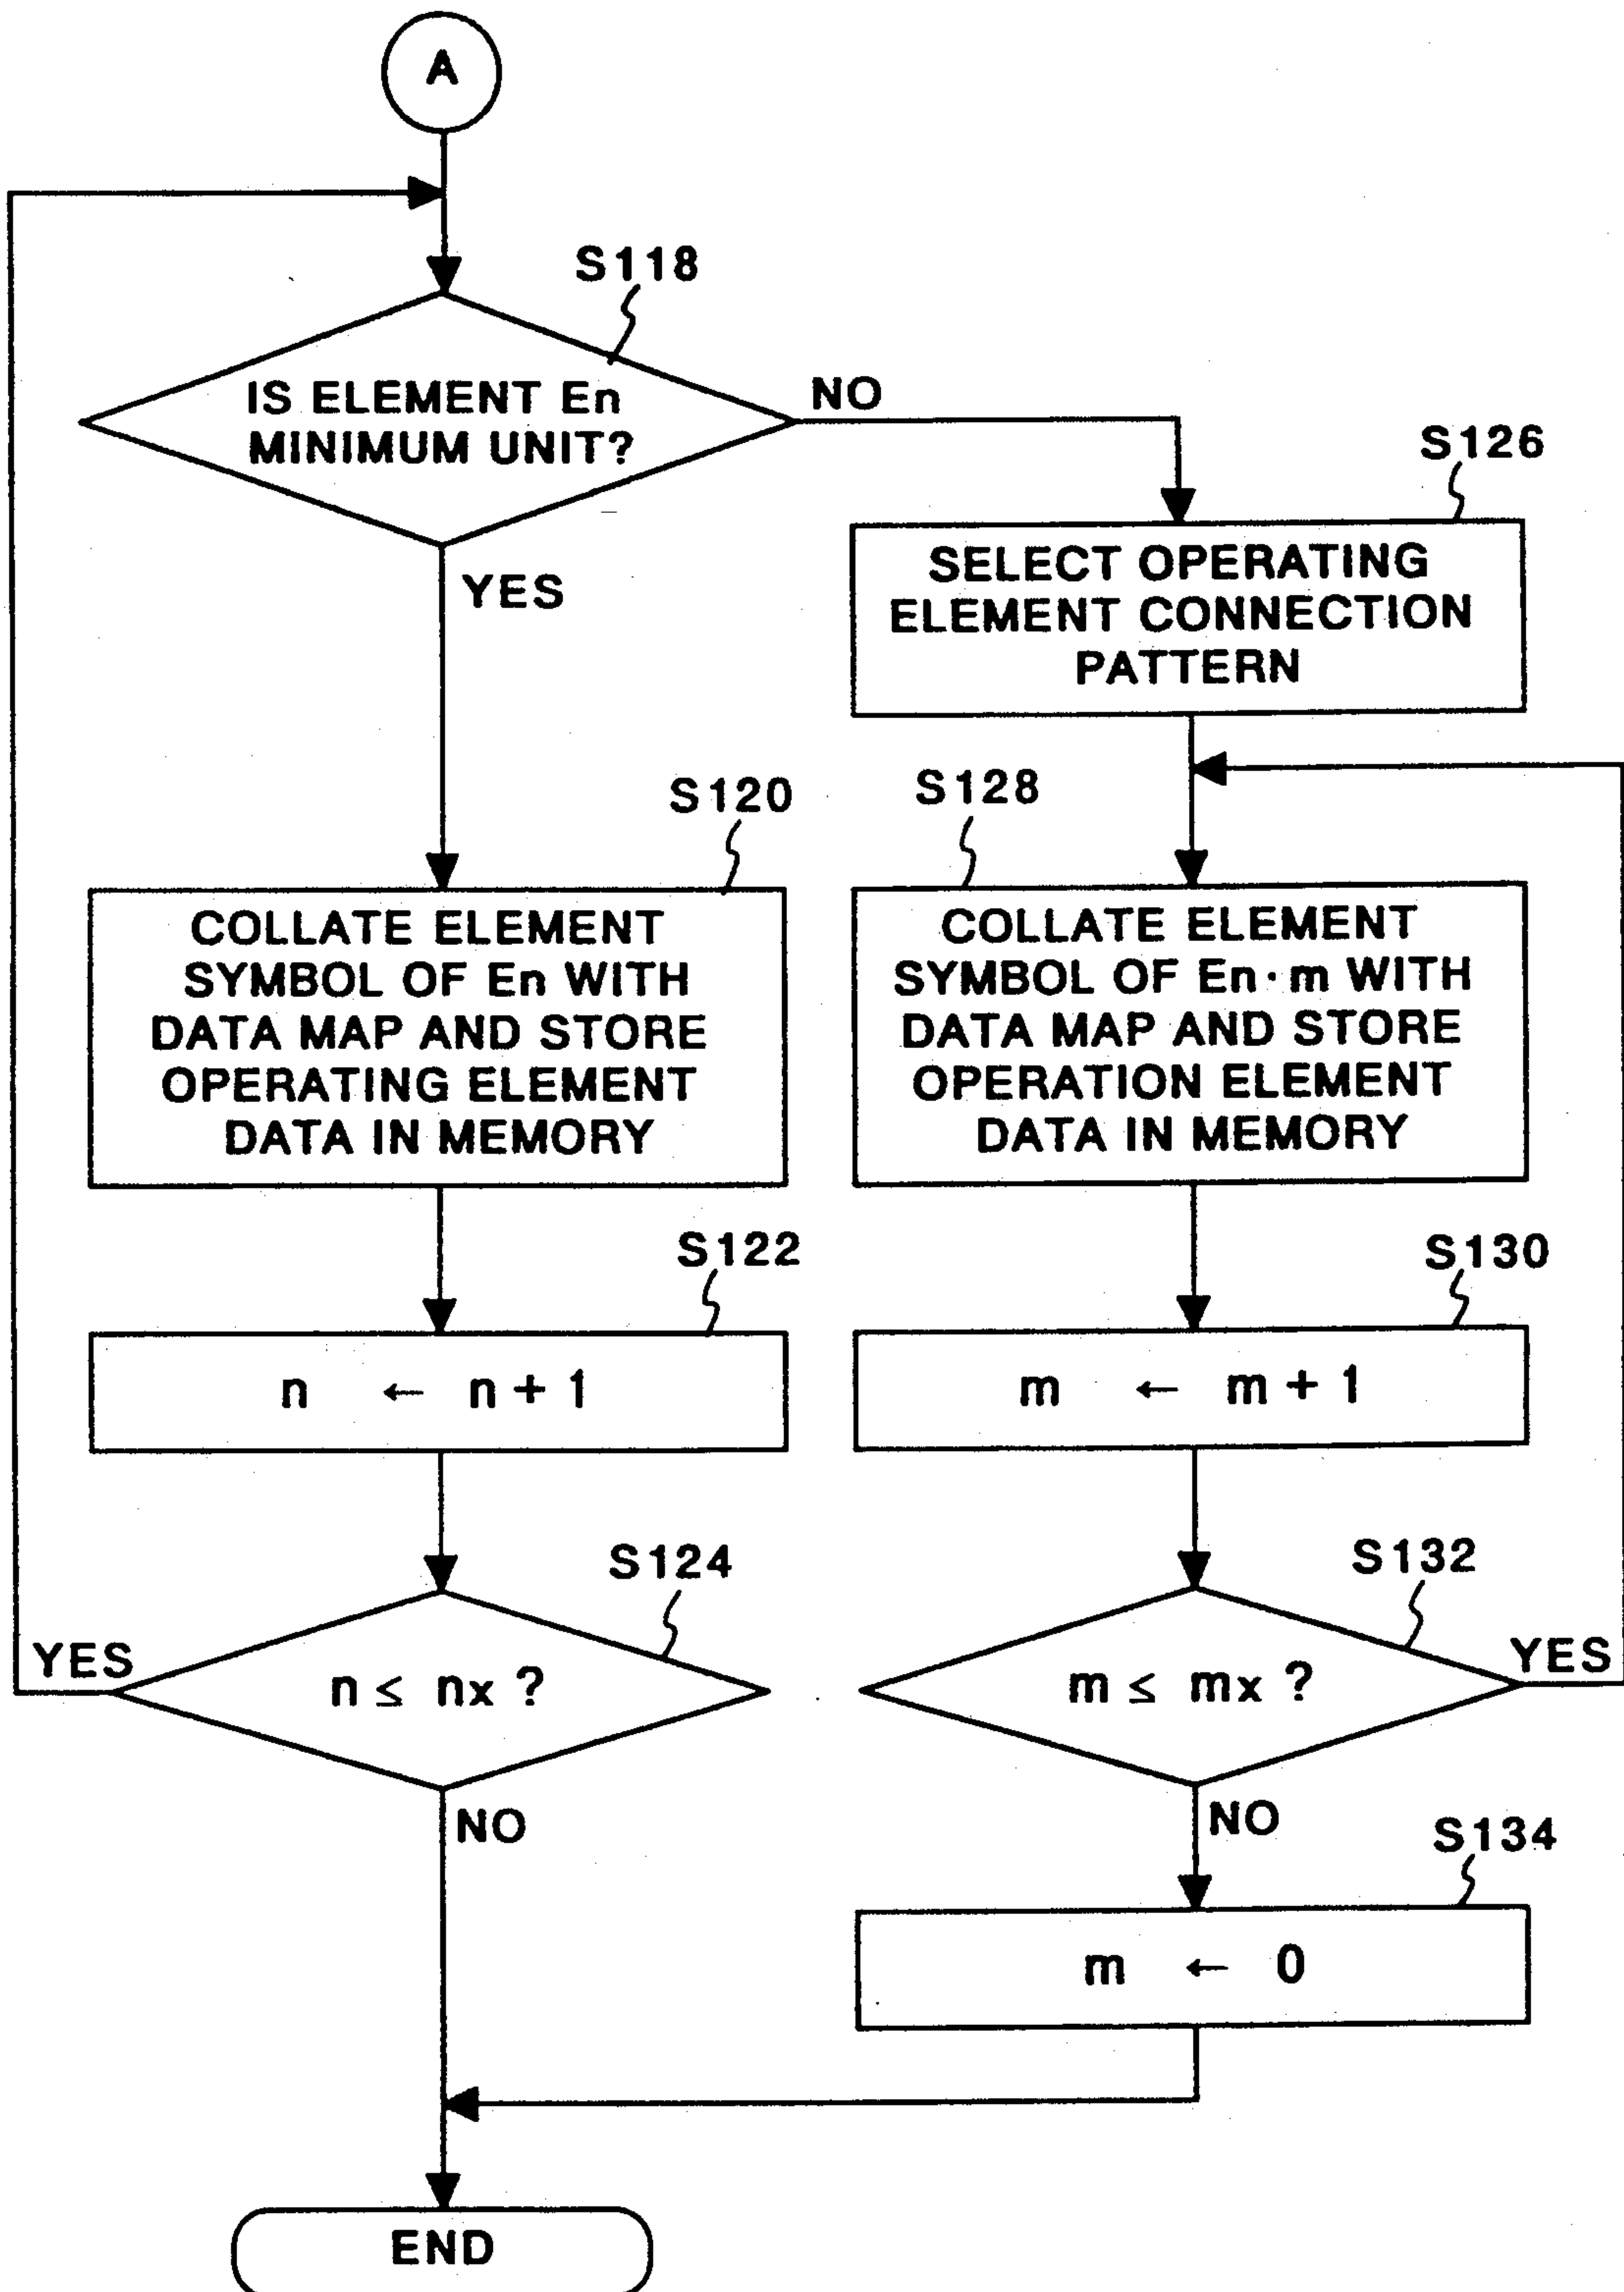 A
S118
IS ELEMENT En
MINIMUM UNIT?
NO
YES
S126
SELECT OPERATING
ELEMENT CONNECTION
PATTERN
S120
COLLATE ELEMENT
SYMBOL OF En WITH
DATA MAP AND STORE
OPERATING ELEMENT
DATA IN MEMORY
S128
COLLATE ELEMENT
SYMBOL OF En·m WITH
DATA MAP AND STORE
OPERATION ELEMENT
DATA IN MEMORY
S122
n ← n + 1
S130
m ← m + 1
S124
n ≤ nx ?
YES
NO
S132
m ≤ mx ?
YES
NO
S134
m ← 0
END